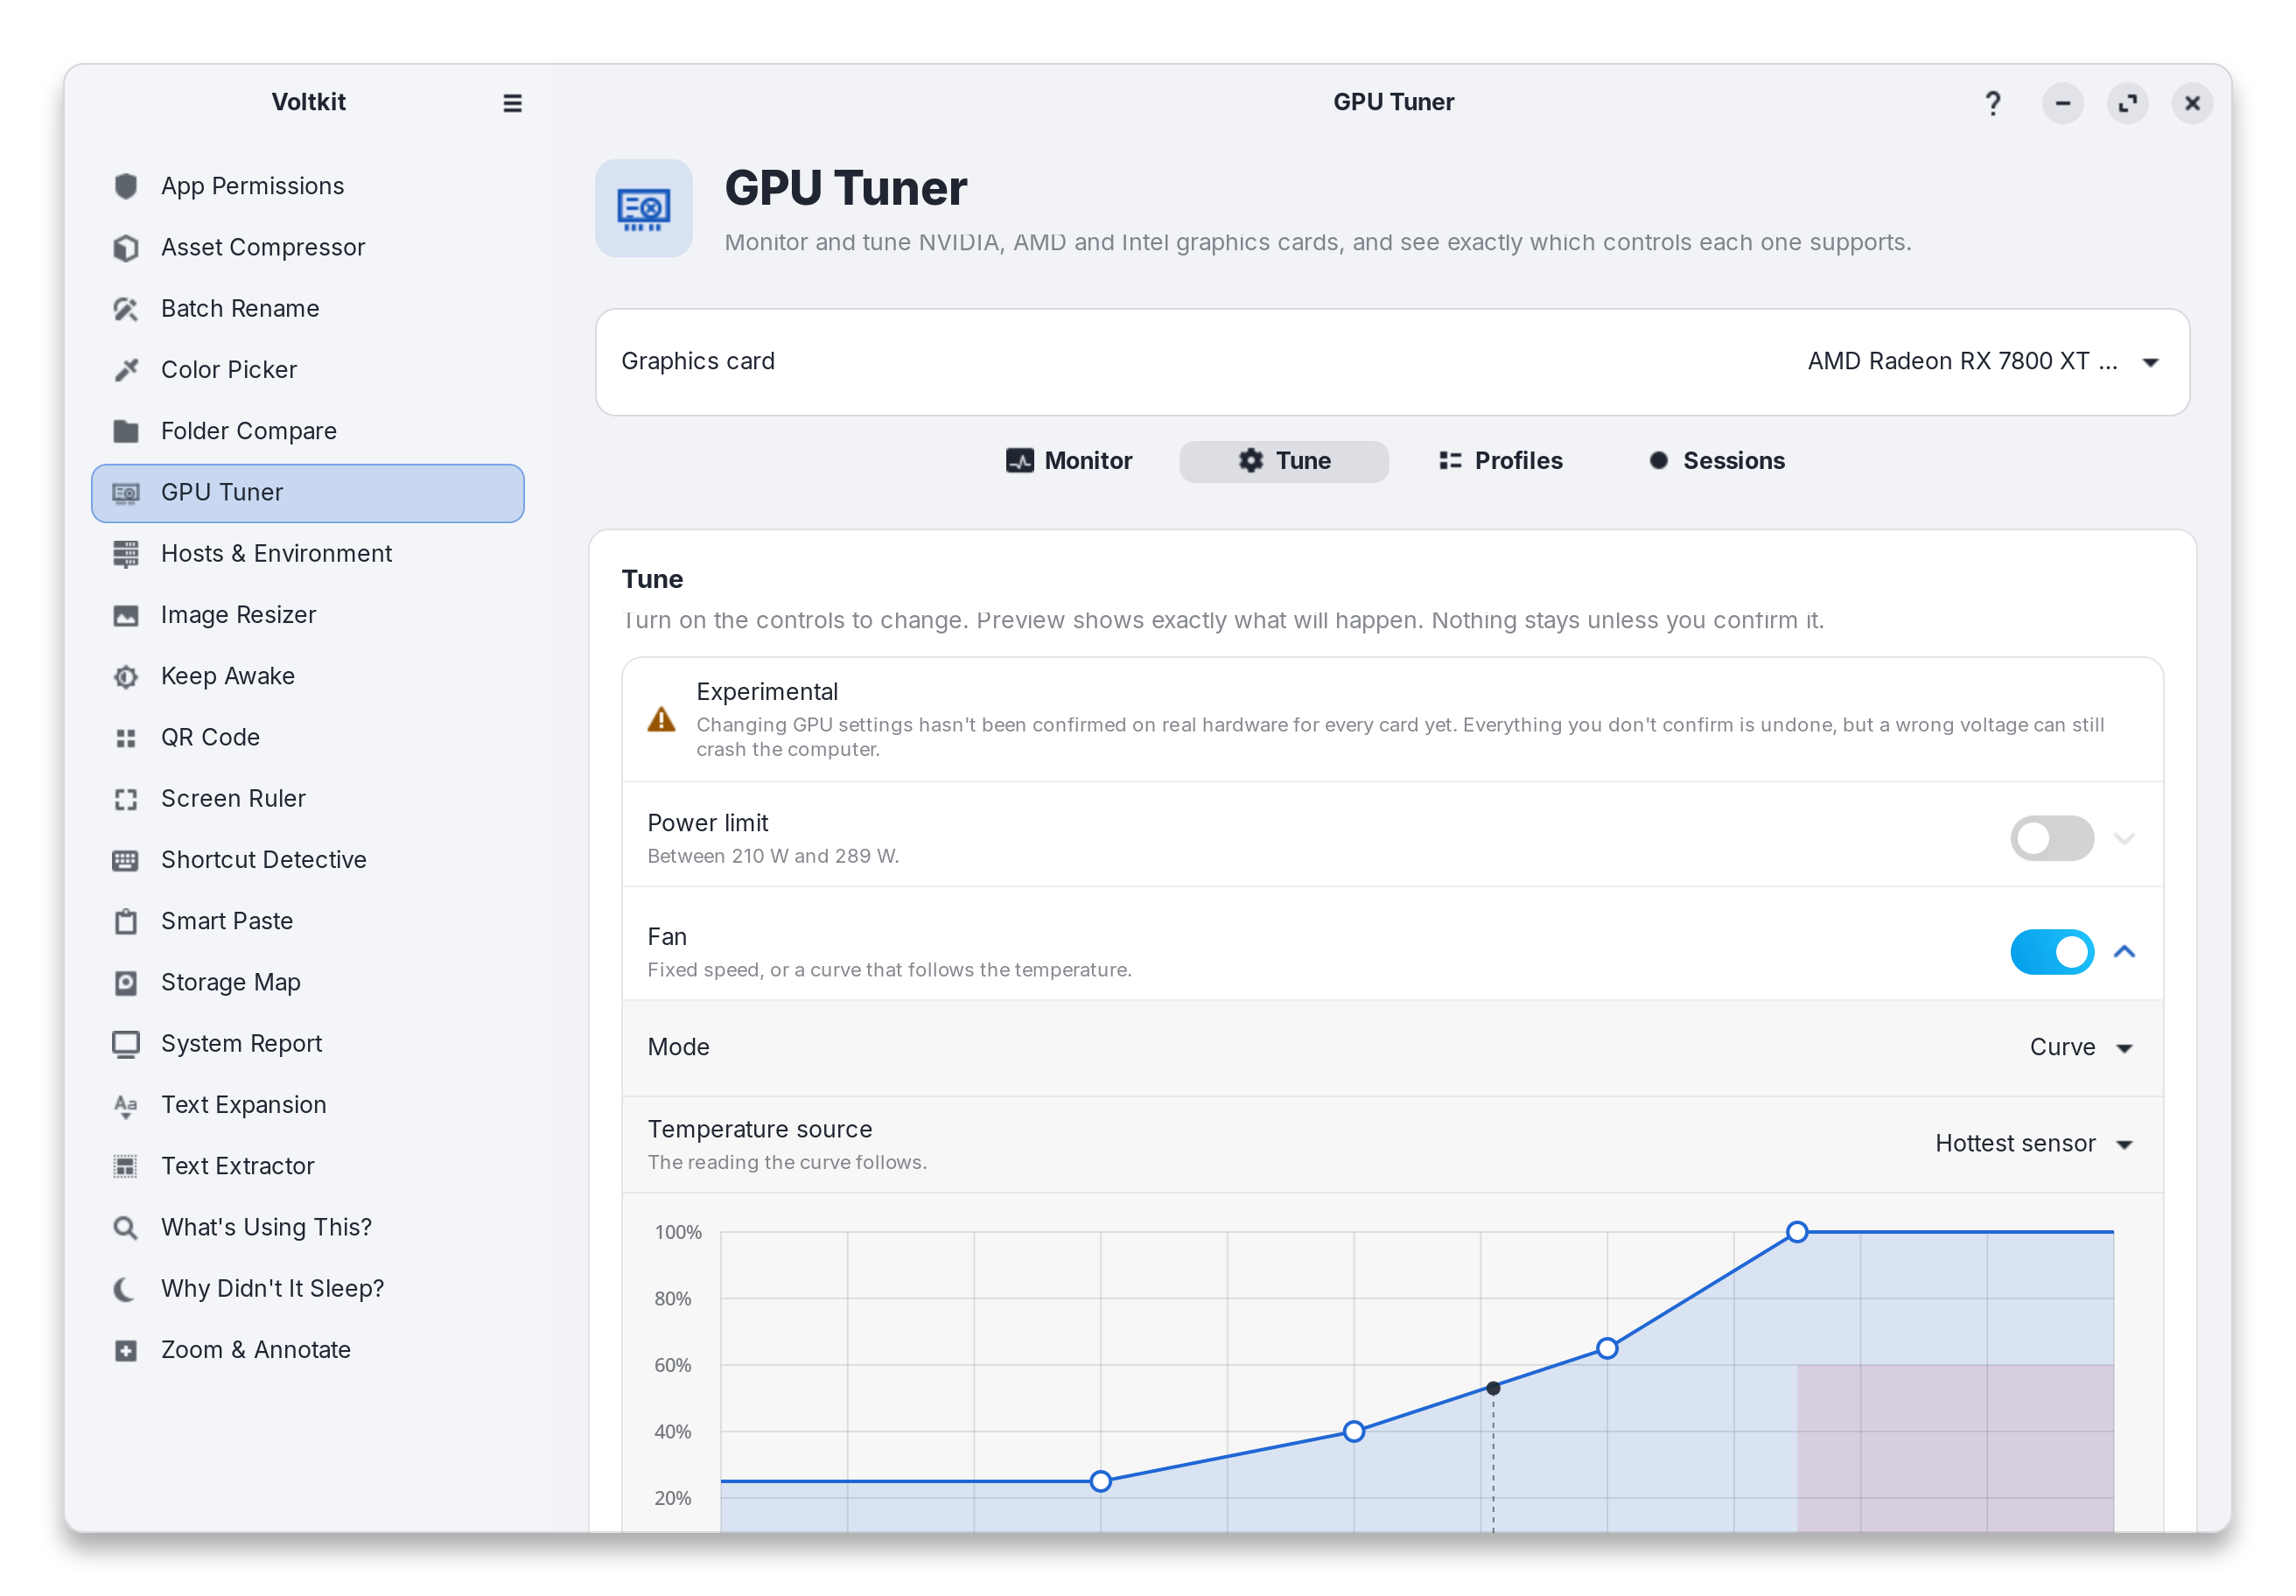 Voltkit
GPU Tuner
?
App Permissions
Asset Compressor
Batch Rename
Color Picker
Folder Compare
GPU Tuner
Hosts & Environment
Image Resizer
Keep Awake
QR Code
Screen Ruler
Shortcut Detective
Smart Paste
Storage Map
System Report
Text Expansion
Text Extractor
What's Using This?
Why Didn't It Sleep?
Zoom & Annotate
GPU Tuner
Monitor and tune NVIDIA, AMD and Intel graphics cards, and see exactly which controls each one supports.
Graphics card
AMD Radeon RX 7800 XT ...
Monitor
Tune
Profiles
Sessions
Tune
Turn on the controls to change. Preview shows exactly what will happen. Nothing stays unless you confirm it.
Experimental
Changing GPU settings hasn't been confirmed on real hardware for every card yet. Everything you don't confirm is undone, but a wrong voltage can still
crash the computer.
Power limit
Between 210 W and 289 W.
Fan
Fixed speed, or a curve that follows the temperature.
Mode
Curve
Temperature source
The reading the curve follows.
Hottest sensor
100%
80%
60%
40%
20%